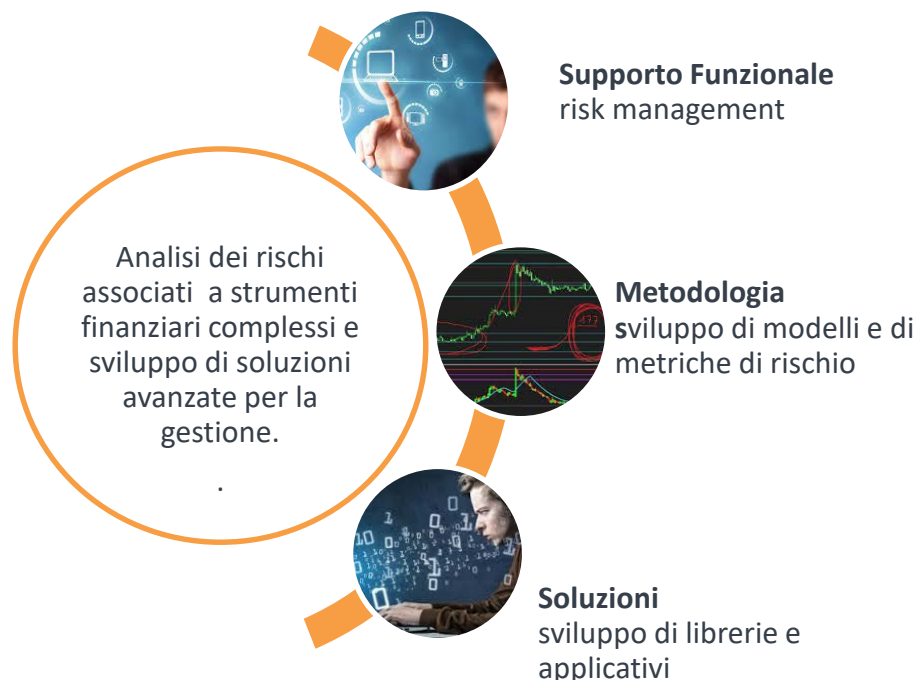 Supporto Funzionale
risk management
Analisi dei rischi
associati a strumenti
finanziari complessi e
sviluppo di soluzioni
avanzate per la
gestione.
.
Metodologia
sviluppo di modelli e di
metriche di rischio
Soluzioni
sviluppo di librerie e
applicativi